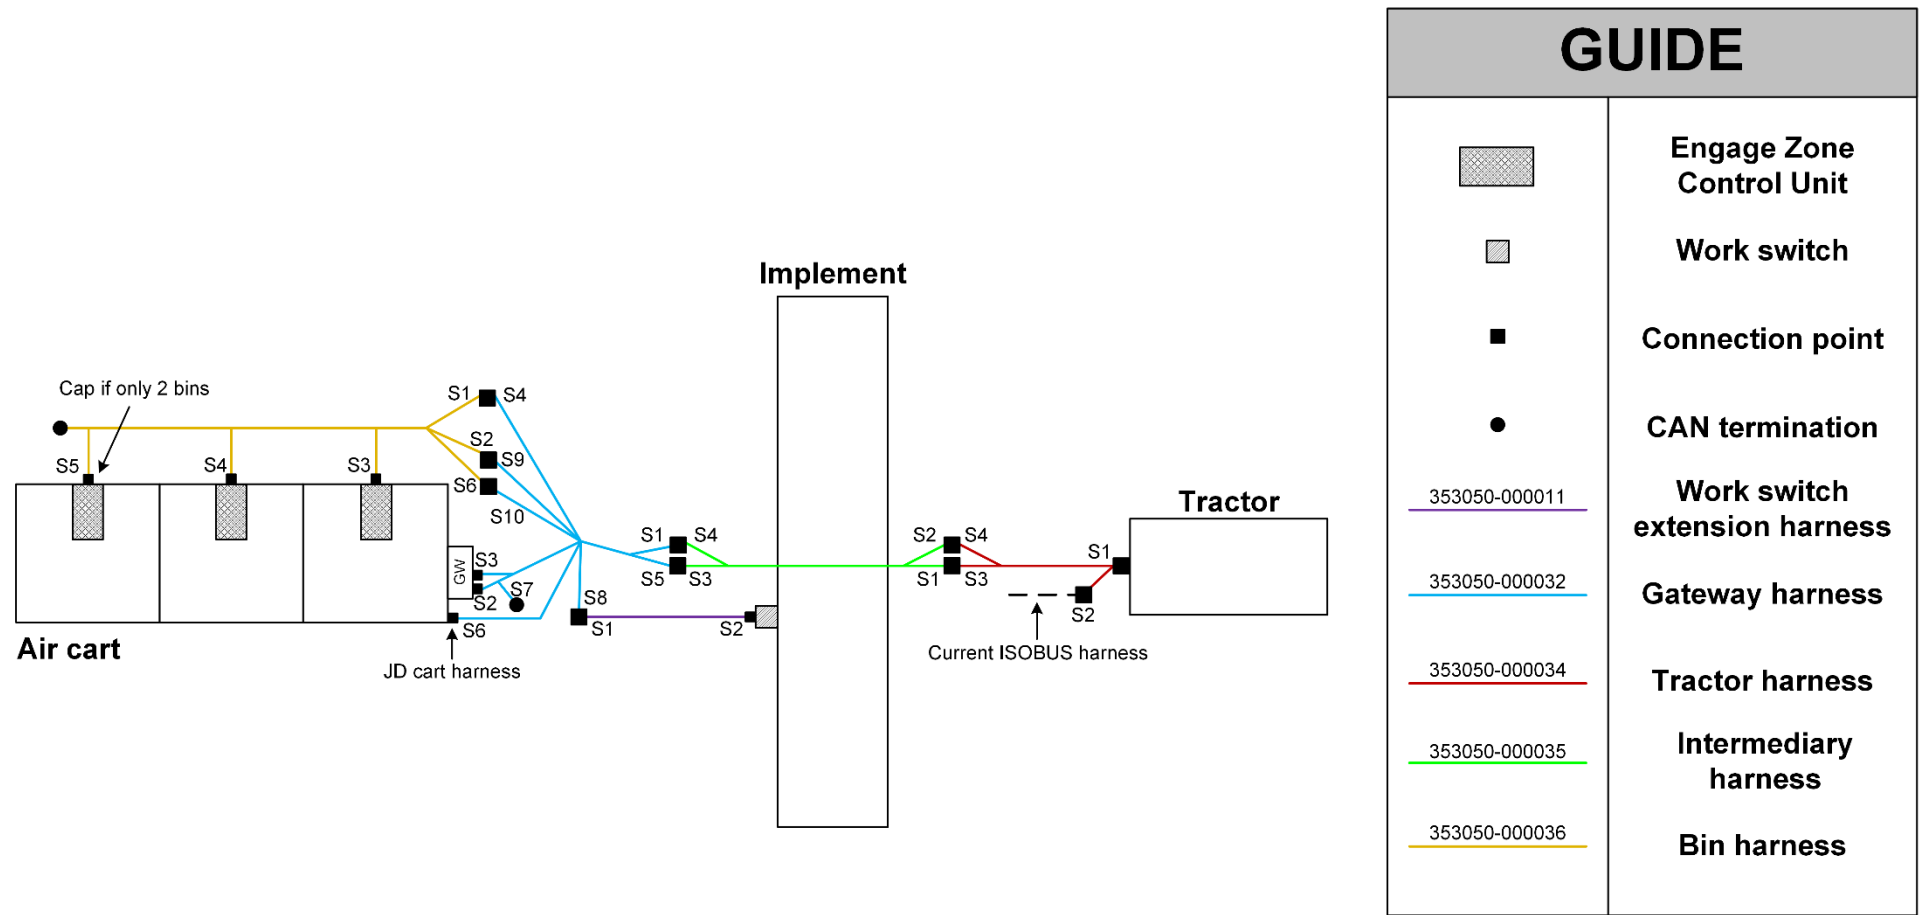 GUIDE
Engage Zone
Control Unit
Work switch
Connection point
CAN termination
353050-000011
Work switch
extension harness
353050-000032
Gateway harness
353050-000034
Tractor harness
353050-000035
Intermediary
harness
353050-000036
Bin harness
Implement
Cap if only 2 bins
S1
S4
S2
S9
S5
S4
S3
S6
S10
Tractor
S1
S4
S2
S4
S1
S5
S3
S1
S3
GW
S3
S2
S7
S8
S2
S6
S1
S2
Air cart
JD cart harness
Current ISOBUS harness